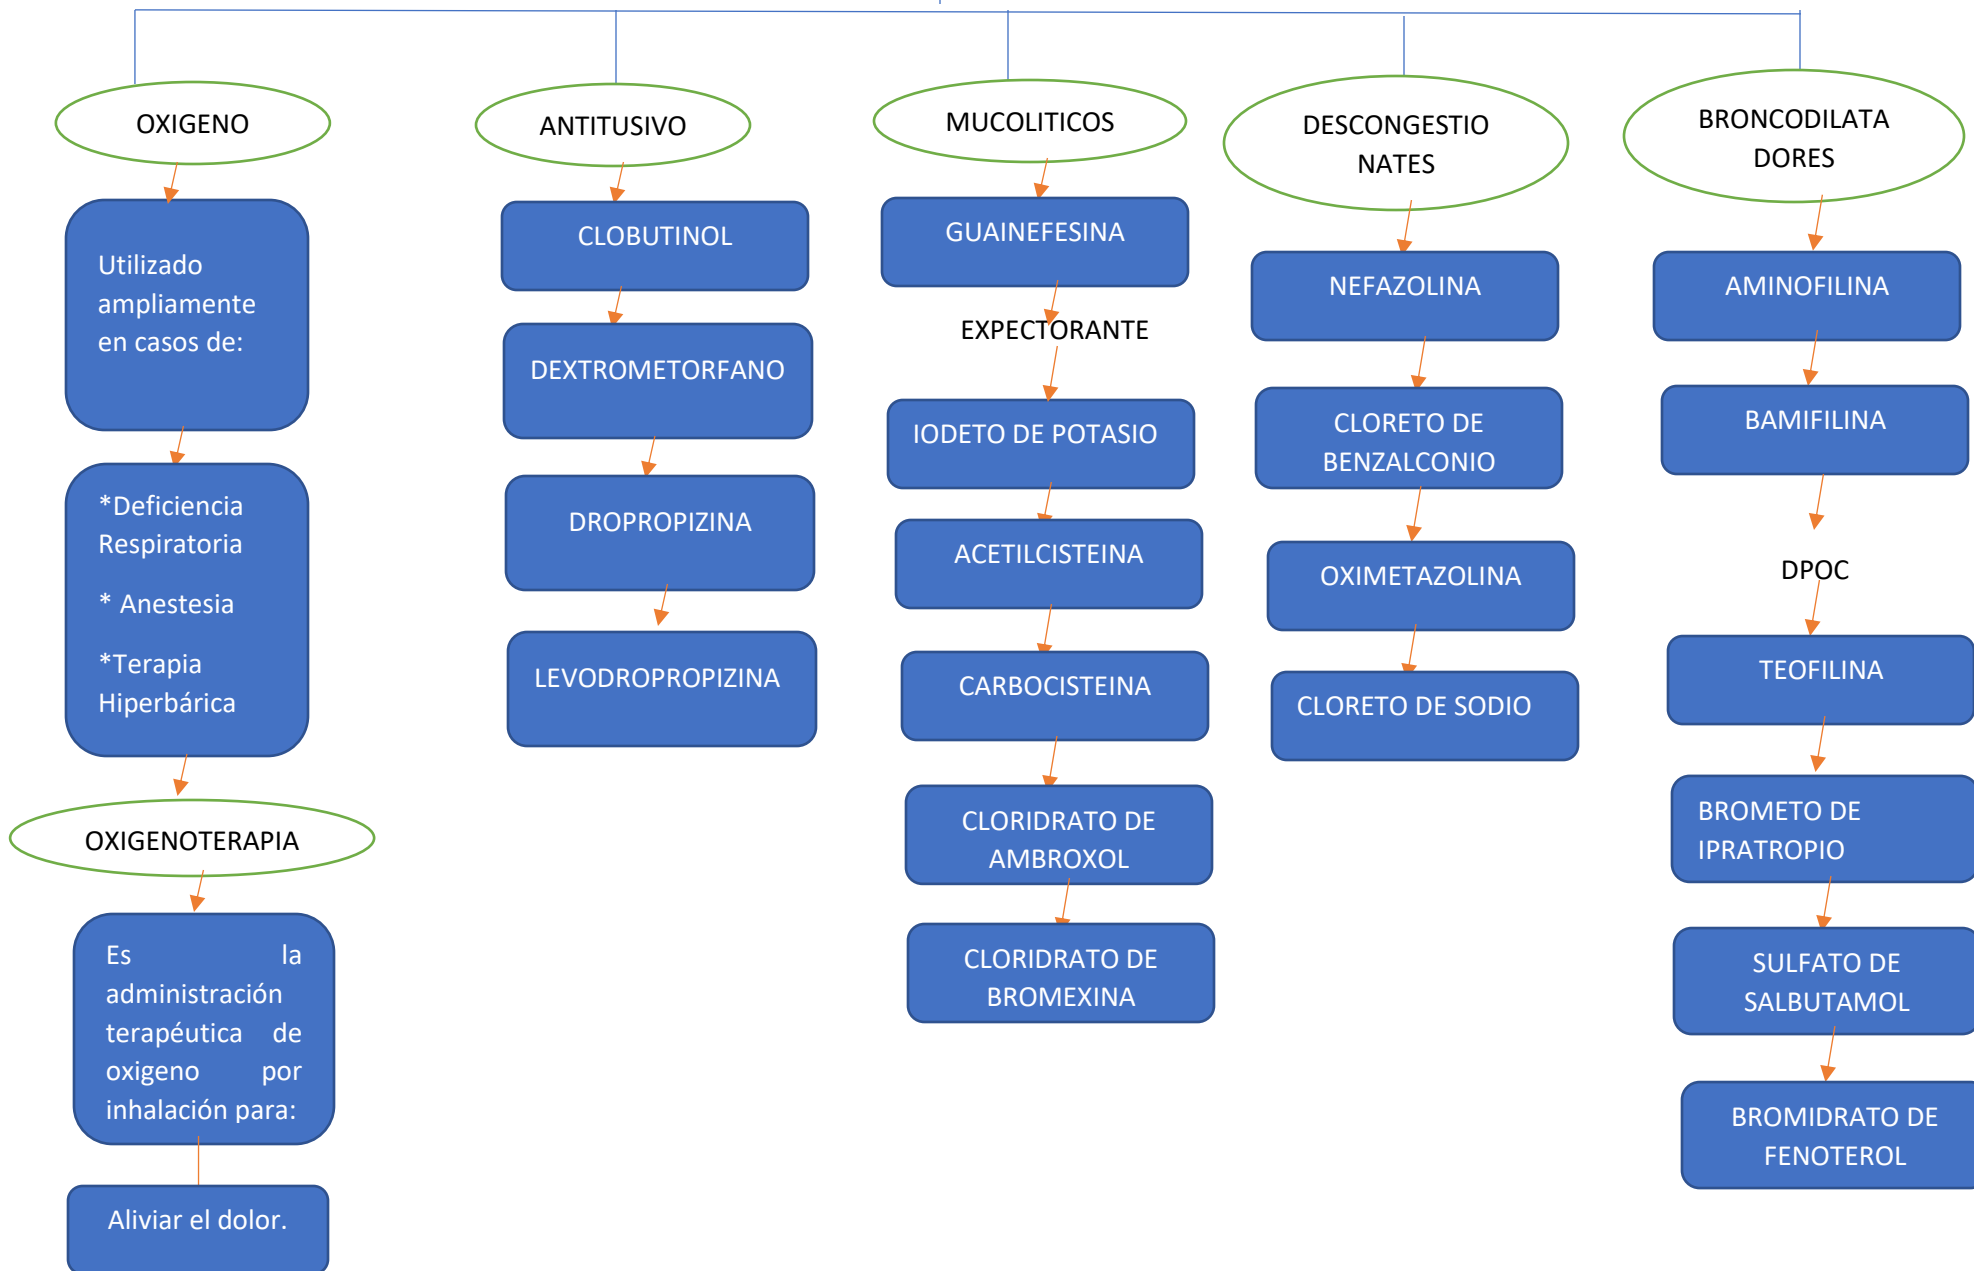 OXIGENO
Utilizado
ampliamente
en casos de:
*Deficiencia
Respiratoria
* Anestesia
*Terapia
Hiperbárica
OXIGENOTERAPIA
Es la
administración
terapéutica de
oxigeno por
inhalación para:
Aliviar el dolor.
ANTITUSIVO
CLOBUTINOL
DEXTROMETORFANO
DROPROPIZINA
LEVODROPROPIZINA
MUCOLITICOS
GUAINEFESINA
EXPECTORANTE
IODETO DE POTASIO
ACETILCISTEINA
CARBOCISTEINA
CLORIDRATO DE
AMBROXOL
CLORIDRATO DE
BROMEXINA
DESCONGESTIO
NATES
NEFAZOLINA
CLORETO DE
BENZALCONIO
OXIMETAZOLINA
CLORETO DE SODIO
BRONCODILATA
DORES
AMINOFILINA
BAMIFILINA
DPOC
TEOFILINA
BROMETO DE
IPRATROPIO
SULFATO DE
SALBUTAMOL
BROMIDRATO DE
FENOTEROL